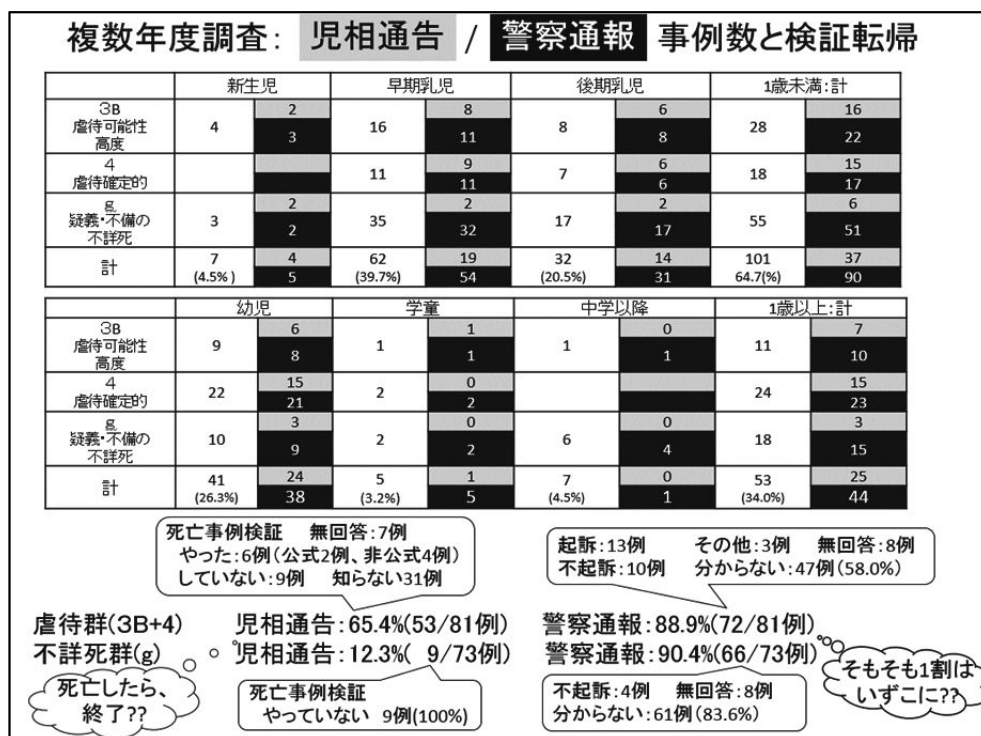 複数年度調査: 児相通告 / 警察通報 事例数と検証転帰
新生児 早期乳児 後期乳児 1歳未満:計
3B 虐待可能性 高度 4 2 3 16 8 11 8 6 8 28 16 22
4 虐待確定的 11 9 11 7 6 6 18 15 17
g 疑義・不備の 不詳死 3 2 2 35 2 32 17 2 17 55 6 51
計 7 (4.5%) 4 5 62 (39.7%) 19 54 32 (20.5%) 14 31 101 64.7(%) 37 90
幼児 学童 中学以降 1歳以上:計
3B 虐待可能性 高度 9 6 8 1 1 1 1 0 1 11 7 10
4 虐待確定的 22 15 21 2 0 2 24 15 23
g 疑義・不備の 不詳死 10 3 9 2 0 2 6 0 4 18 3 15
計 41 (26.3%) 24 38 5 (3.2%) 1 5 7 (4.5%) 0 1 53 (34.0%) 25 44
死亡事例検証 無回答:7例
やった:6例(公式2例、非公式4例)
していない:9例 知らない31例
起訴:13例 その他:3例 無回答:8例
不起訴:10例 分からない:47例(58.0%)
虐待群(3B+4) 児相通告:65.4%(53/81例) 警察通報:88.9%(72/81例)
不詳死群(g) 児相通告:12.3%( 9/73例) 警察通報:90.4%(66/73例)
死亡したら、
終了??
死亡事例検証
やっていない 9例(100%)
不起訴:4例 無回答:8例
分からない:61例(83.6%)
そもそも1割は
いずこに??